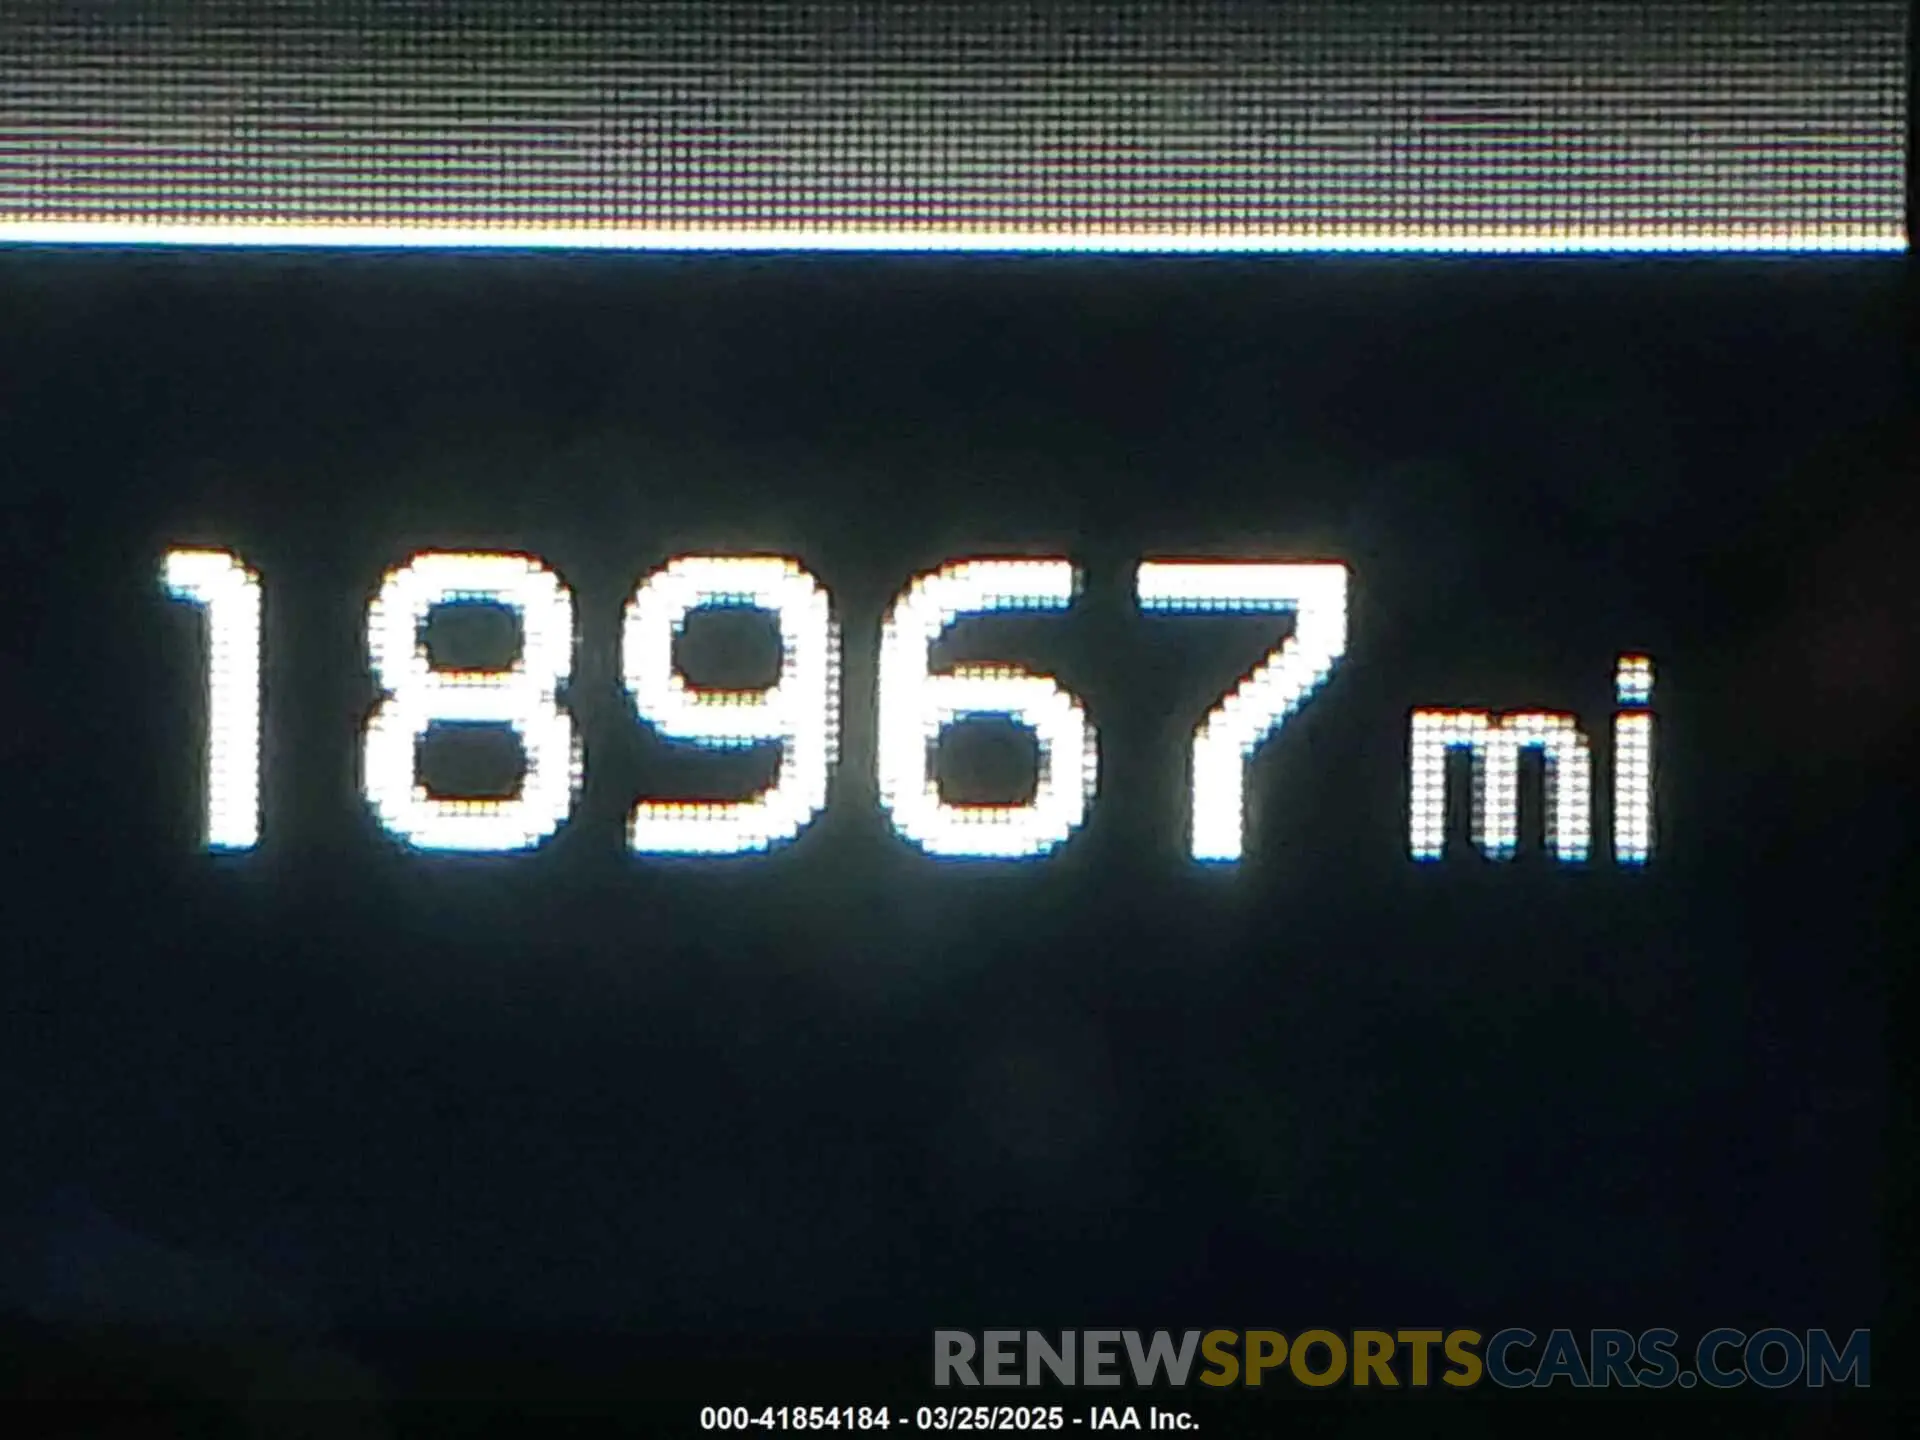 18967 mi
RENEWSPORTSCARS.COM
000-41854184 - 03/25/2025 - IAA Inc.